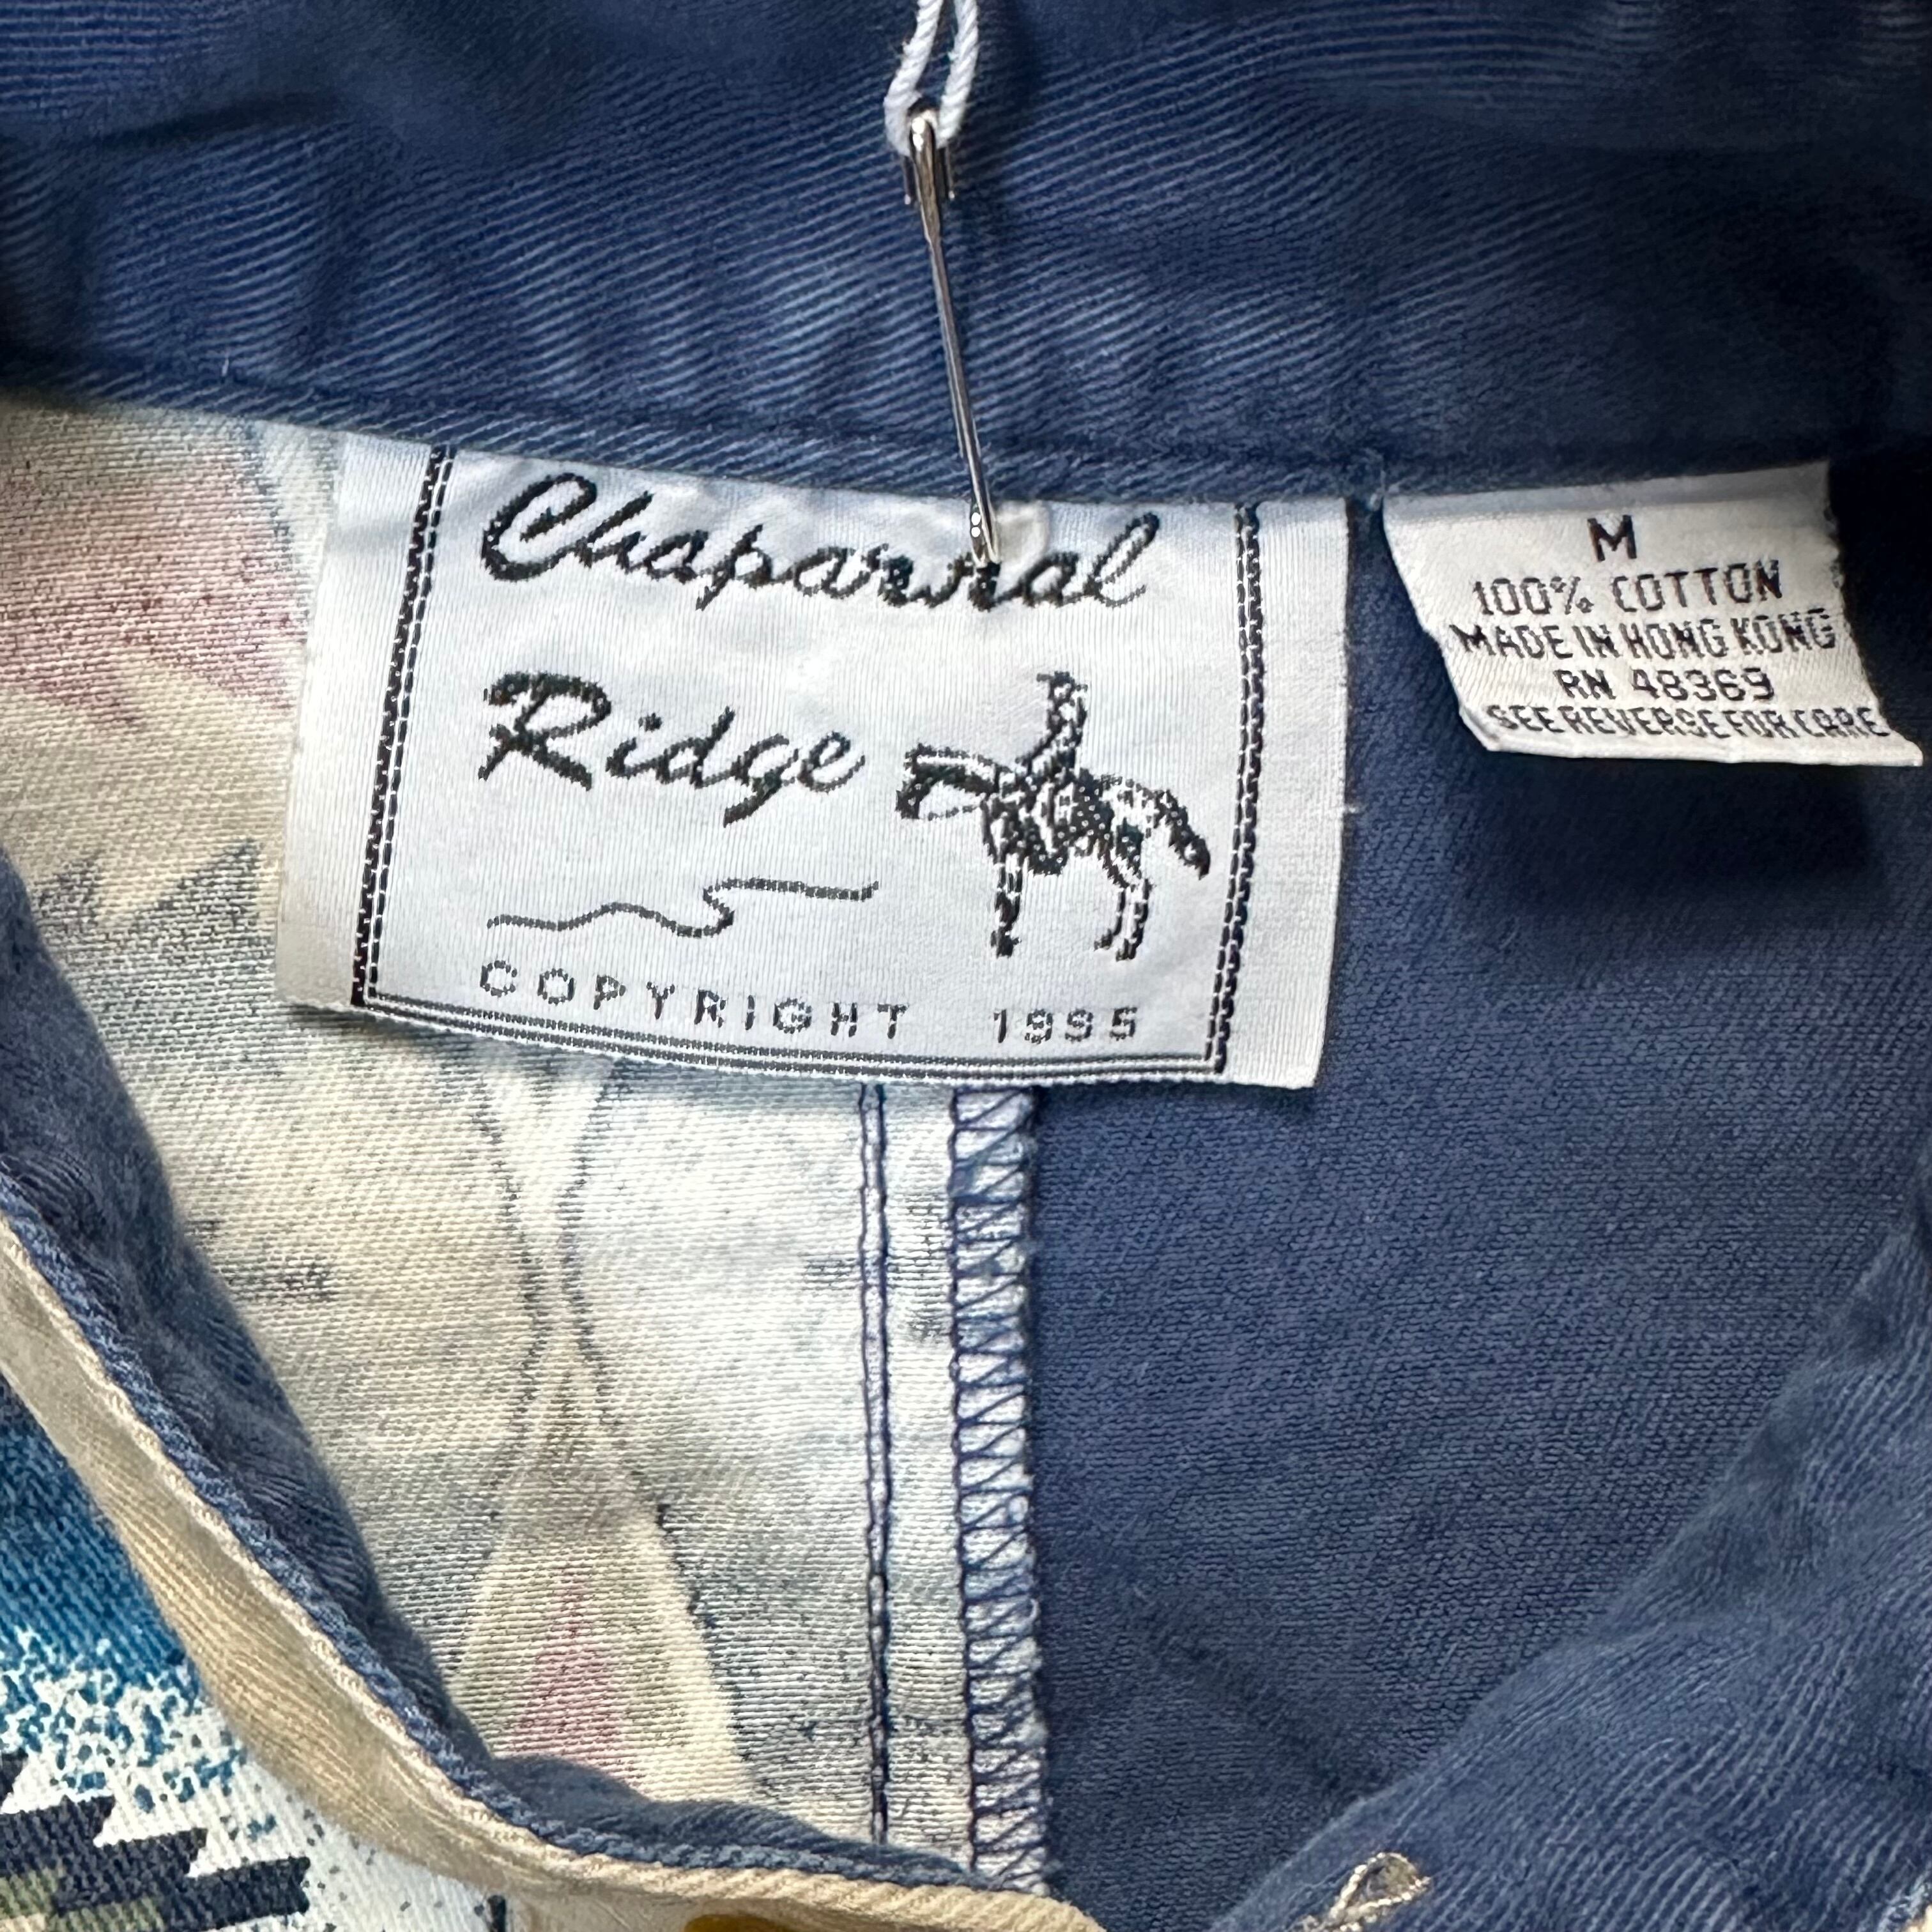 Chaparral
Ridge
COPYRIGHT 1995
M
100% COTTON
MADE IN HONG KONG
RN 48369
SEE REVERSE FOR CARE